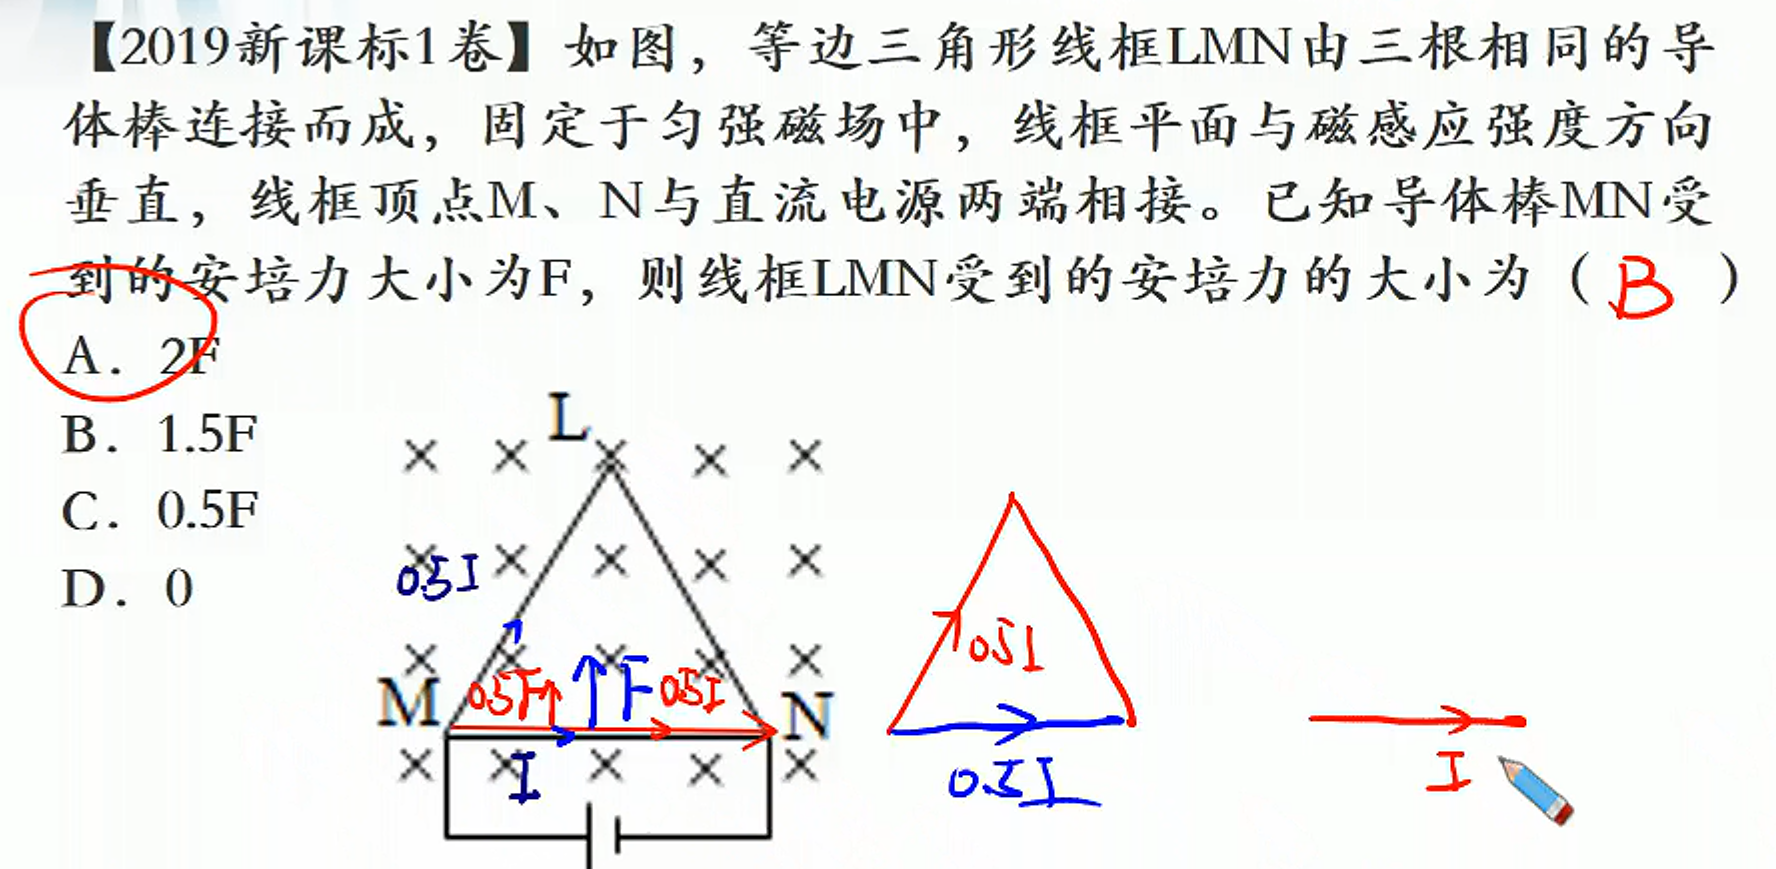 【2019新课标1卷】如图，等边三角形线框LMN由三根相同的导
体棒连接而成，固定于匀强磁场中，线框平面与磁感应强度方向
垂直，线框顶点M、N与直流电源两端相接。已知导体棒MN受
到的安培力大小为F，则线框LMN受到的安培力的大小为（ B ）
A. 2F
B. 1.5F
C. 0.5F
D. 0
L
0.5I
M
0.5F
F
0.5I
N
I
0.5I
0.5I
I